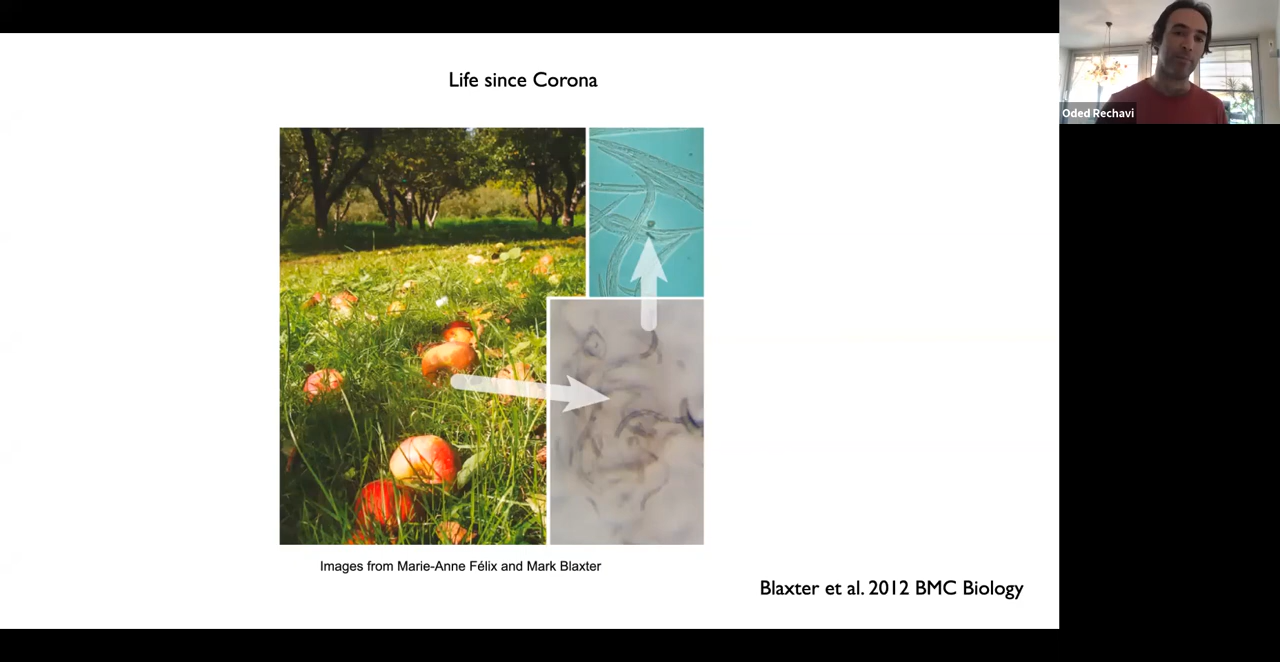 Life since Corona
Oded Rechavi
Images from Marie-Anne Félix and Mark Blaxter
Blaxter et al. 2012 BMC Biology